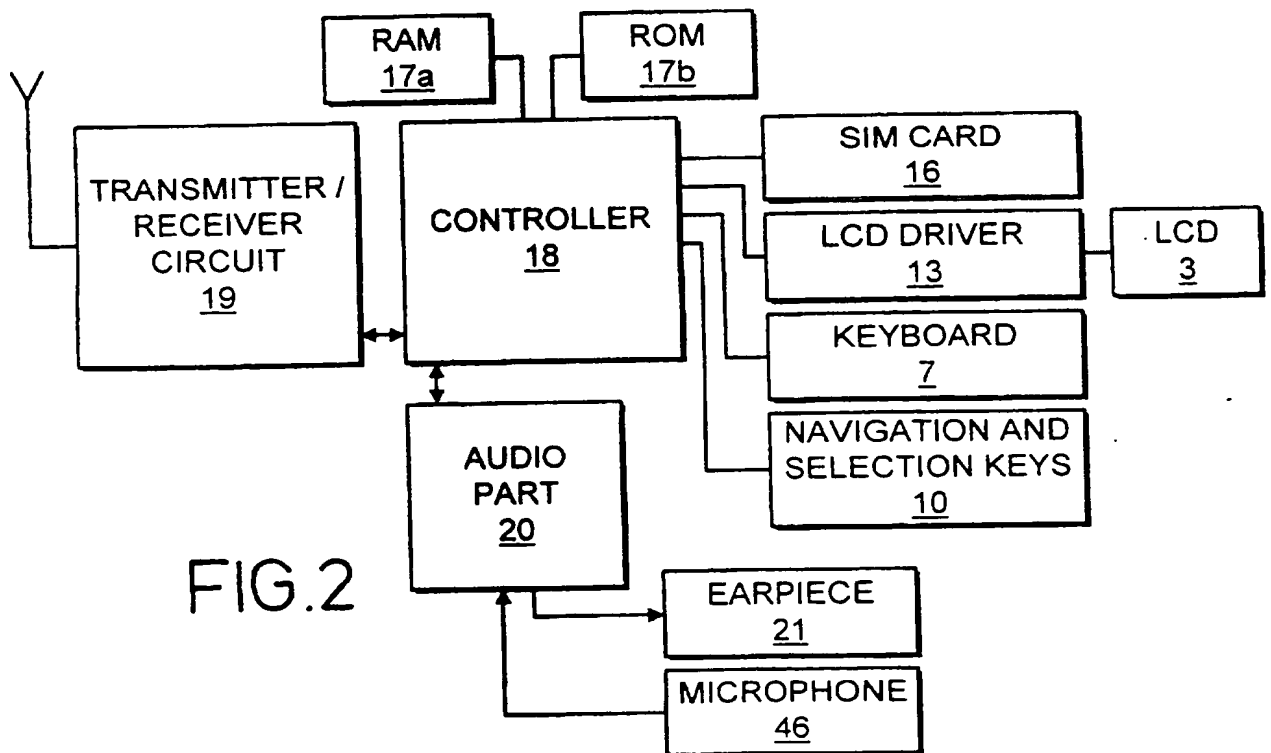 RAM
17a
ROM
17b
TRANSMITTER /
RECEIVER
CIRCUIT
19
CONTROLLER
18
SIM CARD
16
LCD DRIVER
13
LCD
3
KEYBOARD
7
NAVIGATION AND
SELECTION KEYS
10
AUDIO
PART
20
EARPIECE
21
MICROPHONE
46
FIG.2